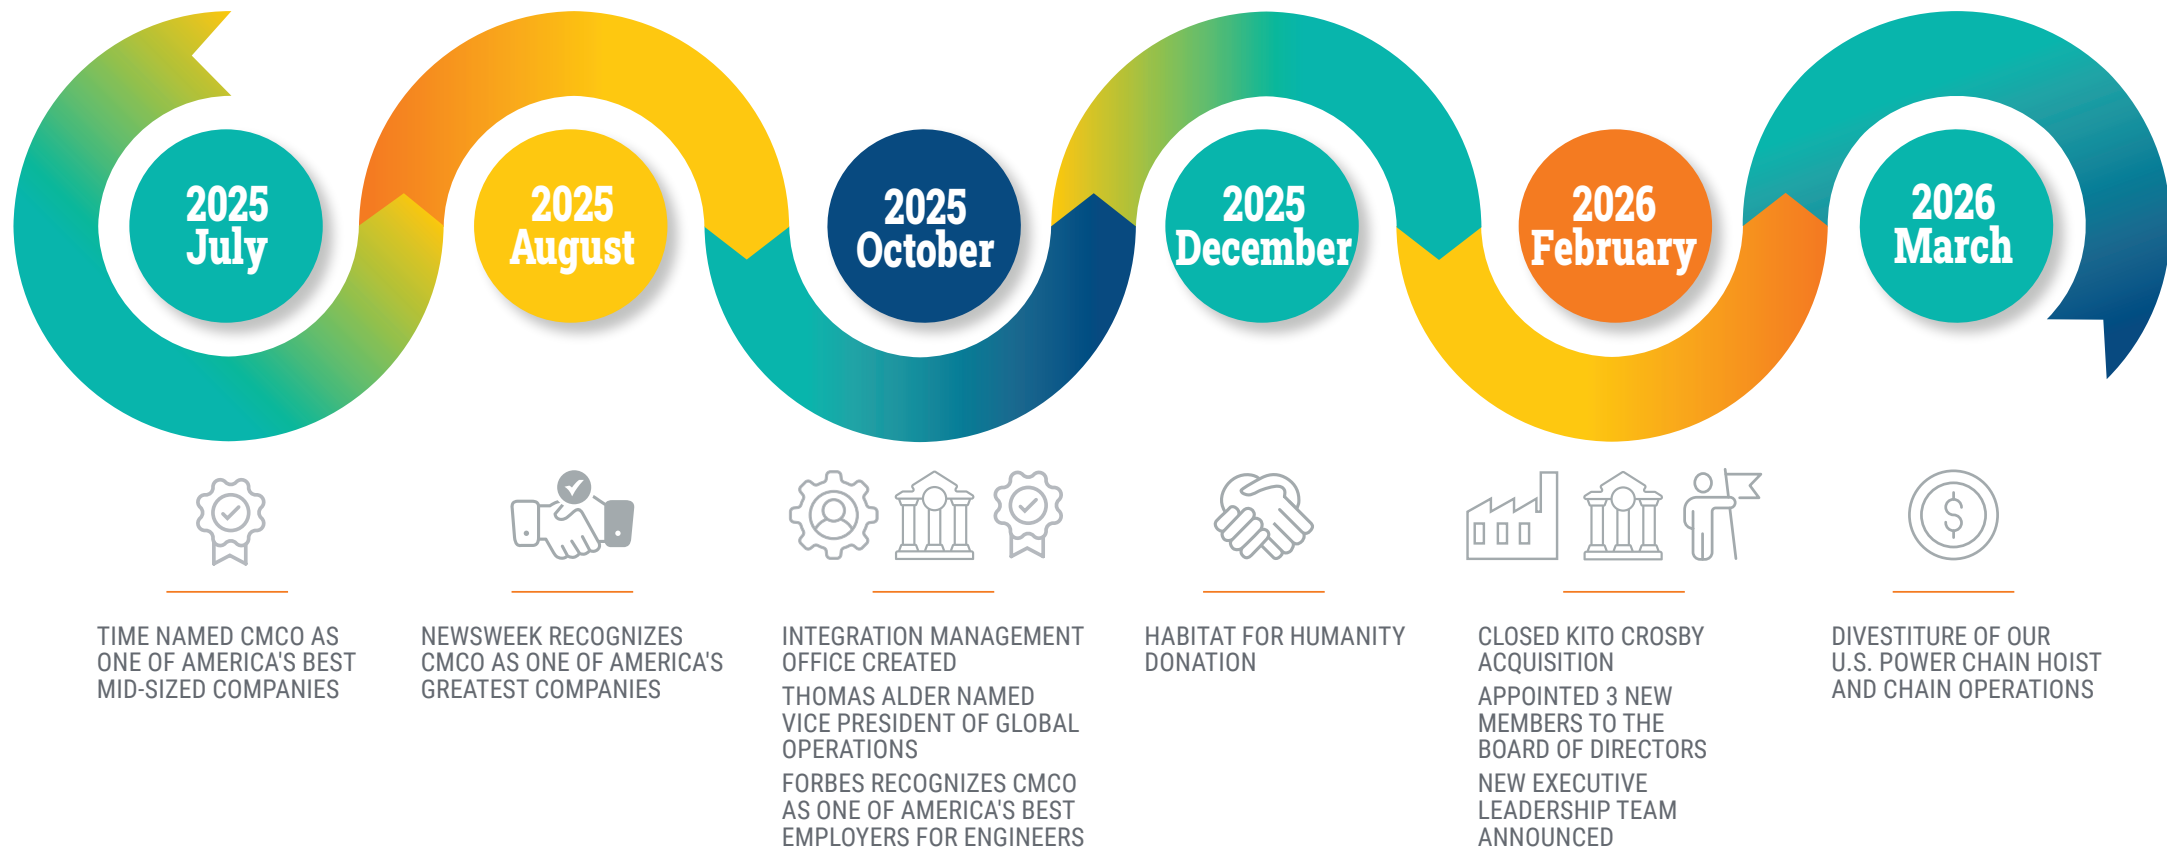 2025
July
2025
August
2025
October
2025
December
2026
February
2026
March
TIME NAMED CMCO AS
ONE OF AMERICA'S BEST
MID-SIZED COMPANIES
NEWSWEEK RECOGNIZES
CMCO AS ONE OF AMERICA'S
GREATEST COMPANIES
INTEGRATION MANAGEMENT
OFFICE CREATED
THOMAS ALDER NAMED
VICE PRESIDENT OF GLOBAL
OPERATIONS
FORBES RECOGNIZES CMCO
AS ONE OF AMERICA'S BEST
EMPLOYERS FOR ENGINEERS
HABITAT FOR HUMANITY
DONATION
CLOSED KITO CROSBY
ACQUISITION
APPOINTED 3 NEW
MEMBERS TO THE
BOARD OF DIRECTORS
NEW EXECUTIVE
LEADERSHIP TEAM
ANNOUNCED
DIVESTITURE OF OUR
U.S. POWER CHAIN HOIST
AND CHAIN OPERATIONS
$